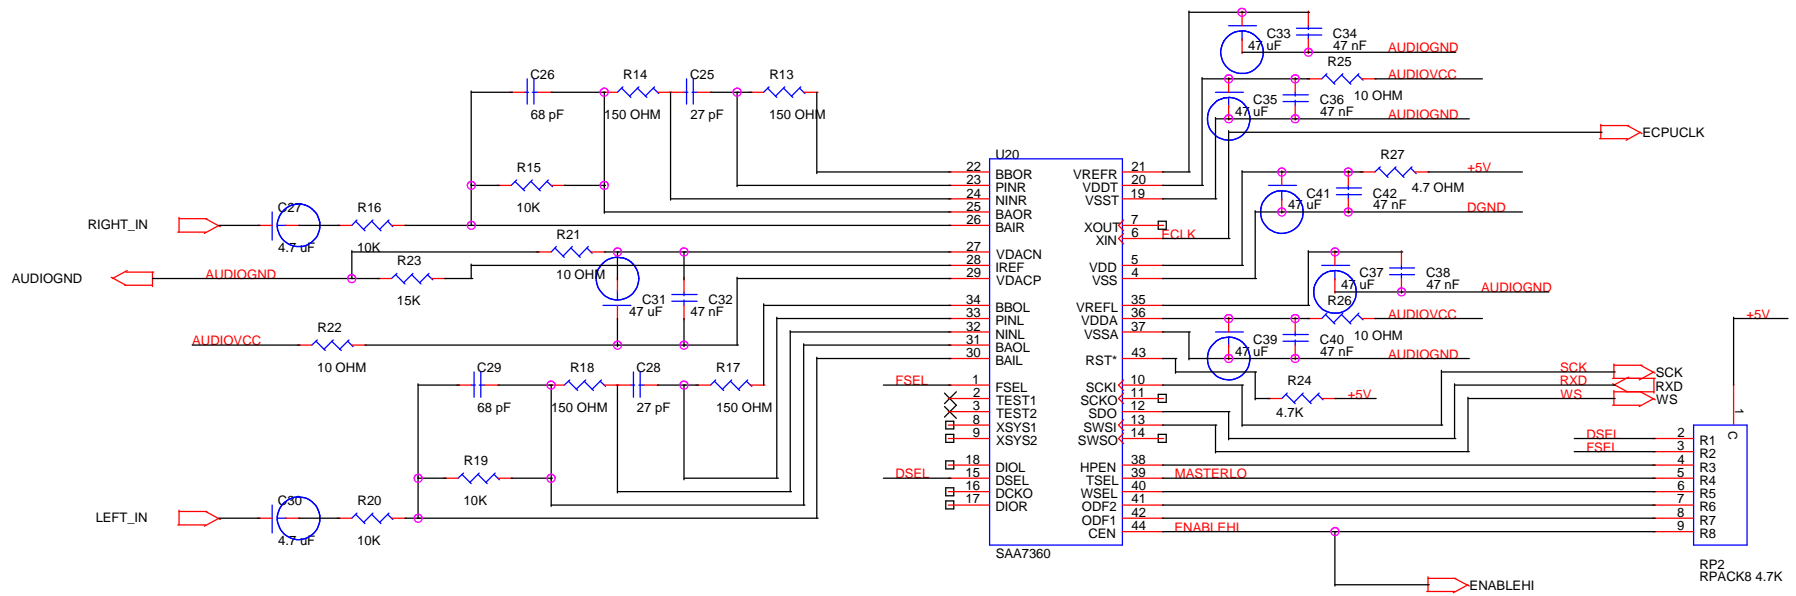 C33 C34
47 uF 47 nF AUDIOGND
R25
AUDIOVCC
10 OHM
C35 C36
47 uF 47 nF AUDIOGND
ECPUCLK
C26 R14 C25 R13
68 pF 150 OHM 27 pF 150 OHM
R15
10K
RIGHT_IN
C27 R16
4.7 uF 10K
R21
10 OHM
AUDIOGND AUDIOGND
R23
15K
C31 C32
47 uF 47 nF
AUDIOVCC R22
10 OHM
C29 R18 C28 R17
68 pF 150 OHM 27 pF 150 OHM
R19
10K
LEFT_IN
C30 R20
4.7 uF 10K
FSEL
DSEL
U20
22 BBOR VREFR 21
23 PINR VDDT 20
24 NINR VSST 19
25 BAOR
26 BAIR XOUT 7
XIN 6 ECLK
27 VDACN
28 IREF VDD 5
29 VDACP VSS 4
34 BBOL VREFL 35
33 PINL VDDA 36
32 NINL VSSA 37
31 BAOL
30 BAIL RST* 43
1 FSEL SCKI 10
2 TEST1 SCKO 11
3 TEST2 SDO 12
8 XSYS1 SWSI 13
9 XSYS2 SWSO 14
18 DIOL HPEN 38
15 DSEL TSEL 39 MASTERLO
16 DCKO WSEL 40
17 DIOR ODF2 41
ODF1 42
CEN 44 ENABLEHI
SAA7360
R27
+5V
4.7 OHM
C41 C42
47 uF 47 nF DGND
C37 C38
47 uF 47 nF AUDIOGND
R26
AUDIOVCC
10 OHM
C39 C40
47 uF 47 nF AUDIOGND
R24
4.7K +5V
SCK SCK
RXD RXD
WS WS
+5V
1
C
DSEL 2 R1
FSEL 3 R2
4 R3
5 R4
6 R5
7 R6
8 R7
9 R8
RP2
RPACK8 4.7K
ENABLEHI